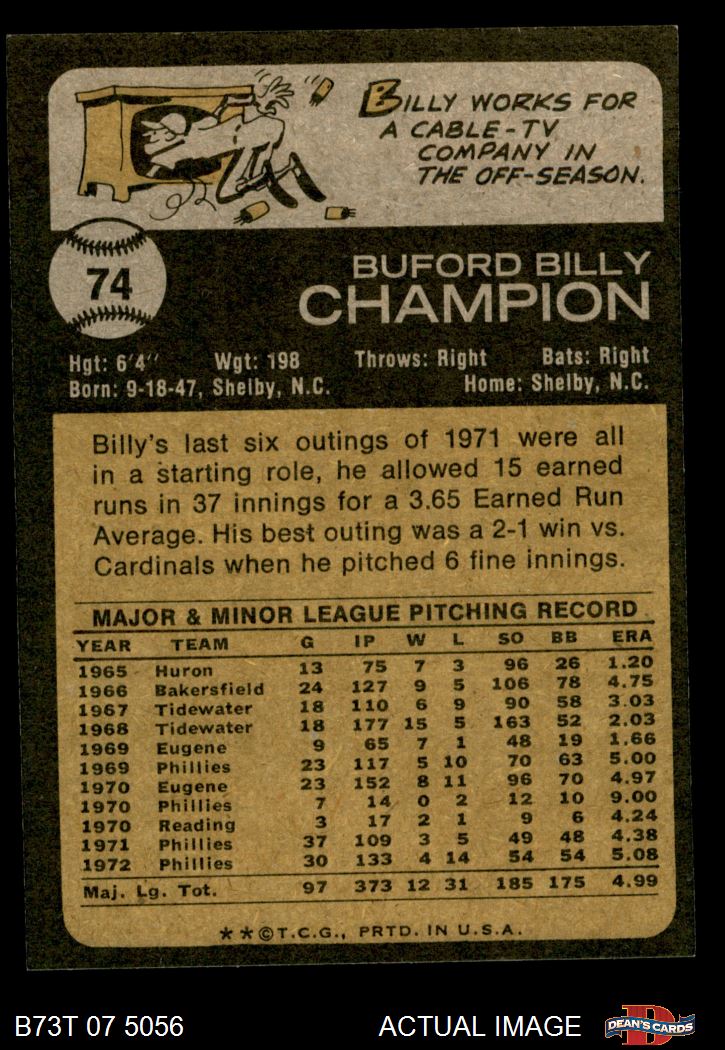 BILLY WORKS FOR
A CABLE-TV
COMPANY IN
THE OFF-SEASON.
74
BUFORD BILLY
CHAMPION
Hgt: 6'4'' Wgt: 198 Throws: Right Bats: Right
Born: 9-18-47, Shelby, N.C. Home: Shelby, N.C.
Billy's last six outings of 1971 were all
in a starting role, he allowed 15 earned
runs in 37 innings for a 3.65 Earned Run
Average. His best outing was a 2-1 win vs.
Cardinals when he pitched 6 fine innings.
MAJOR & MINOR LEAGUE PITCHING RECORD
YEAR TEAM G IP W L SO BB ERA
1965 Huron 13 75 7 3 96 26 1.20
1966 Bakersfield 24 127 9 5 106 78 4.75
1967 Tidewater 18 110 6 9 90 58 3.03
1968 Tidewater 18 177 15 5 163 52 2.03
1969 Eugene 9 65 7 1 48 19 1.66
1969 Phillies 23 117 5 10 70 63 5.00
1970 Eugene 23 152 8 11 96 70 4.97
1970 Phillies 7 14 0 2 12 10 9.00
1970 Reading 3 17 2 1 9 6 4.24
1971 Phillies 37 109 3 5 49 48 4.38
1972 Phillies 30 133 4 14 54 54 5.08
Maj. Lg. Tot. 97 373 12 31 185 175 4.99
**©T.C.G., PRTD. IN U.S.A.
B73T 07 5056 ACTUAL IMAGE
D
DEAN'S CARDS